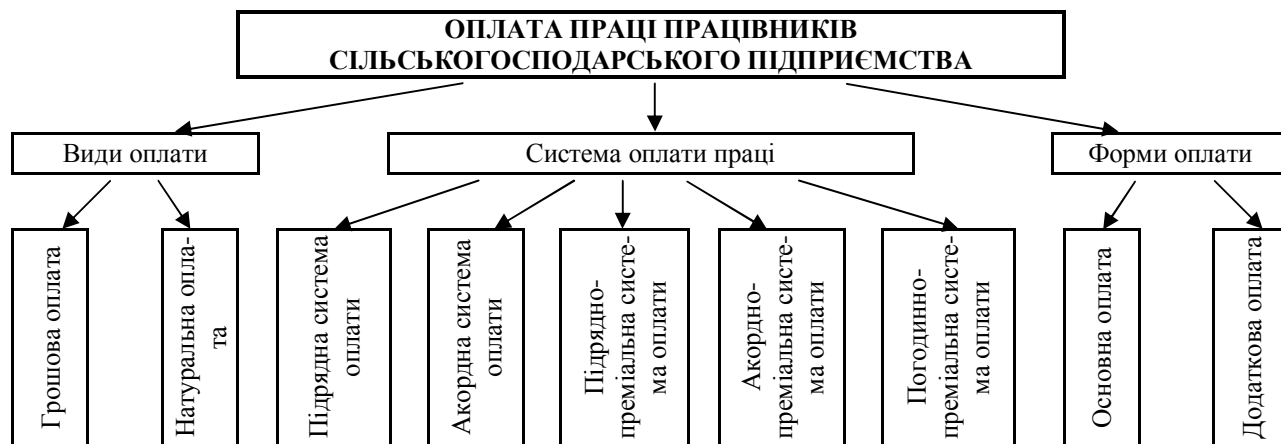 ОПЛАТА ПРАЦІ ПРАЦІВНИКІВ
СІЛЬСЬКОГОСПОДАРСЬКОГО ПІДПРИЄМСТВА
Види оплати
Система оплати праці
Форми оплати
Грошова оплата
Натуральна опла-
та
Підрядна система
оплати
Акордна система
оплати
Підрядно-
преміальна систе-
ма оплати
Акордно-
преміальна систе-
ма оплати
Погодинно-
преміальна систе-
ма оплати
Основна оплата
Додаткова оплата